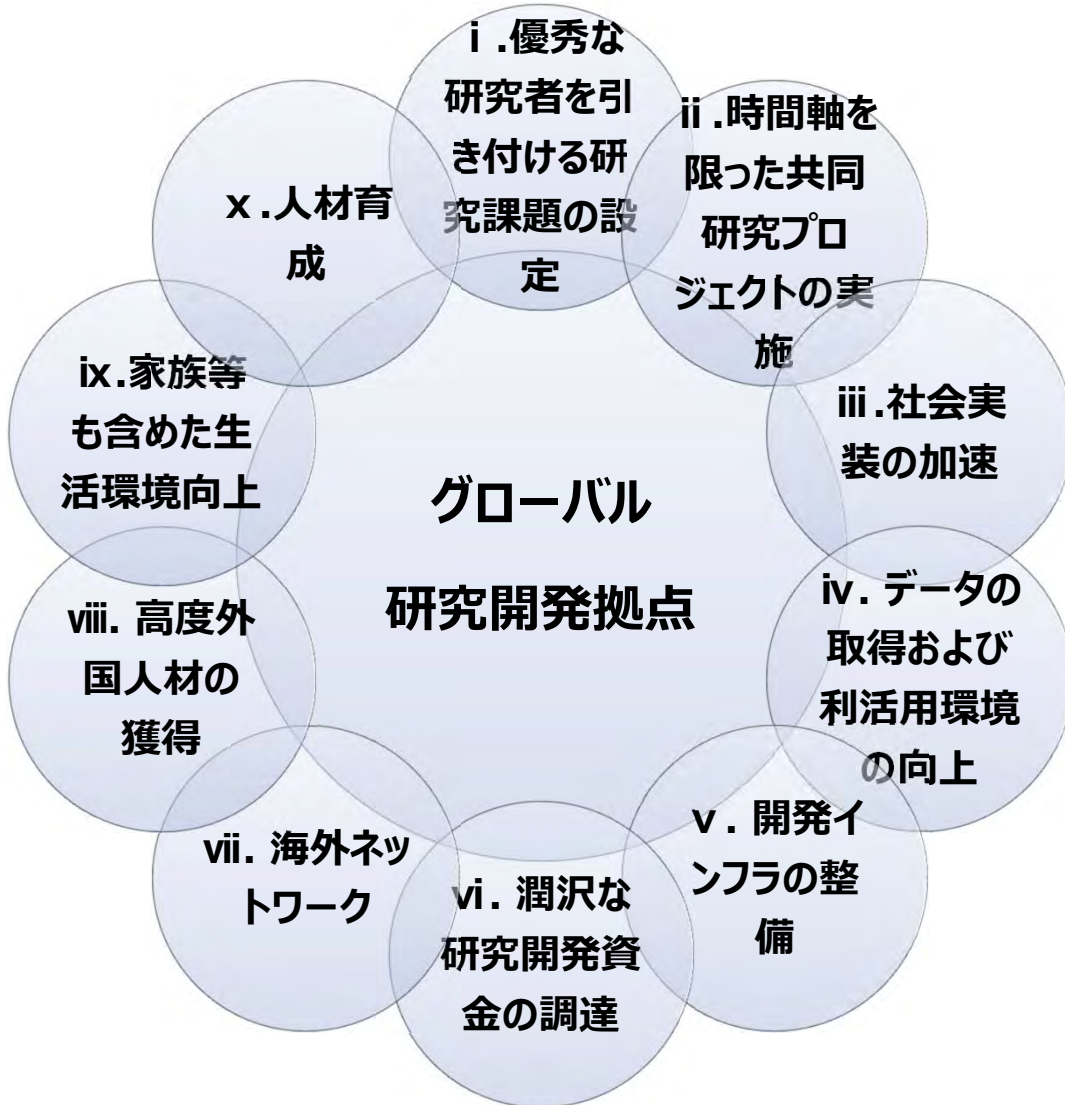 ⅰ.優秀な
研究者を引
き付ける研
究課題の設
定
ⅱ.時間軸を
限った共同
研究プロ
ジェクトの実
施
ⅲ.社会実
装の加速
ⅳ. データの
取得および
利活用環境
の向上
ⅴ. 開発イ
ンフラの整
備
ⅵ. 潤沢な
研究開発資
金の調達
ⅶ. 海外ネッ
トワーク
ⅷ. 高度外
国人材の
獲得
ⅸ.家族等
も含めた生
活環境向上
ⅹ.人材育
成
グローバル
研究開発拠点